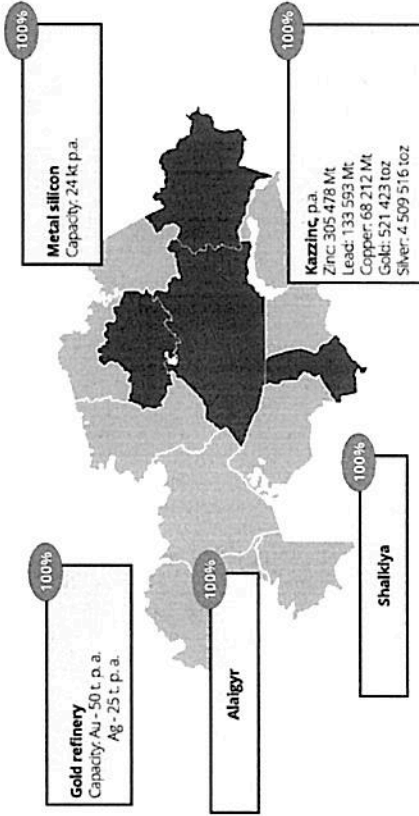 100%
Gold refinery
Capacity: Au - 50 t. p. a.
Ag - 25 t. p. a.
100%
Alaigyr
100%
Shalkiya
100%
Metal silicon
Capacity: 24 kt p.a.
100%
Kazzinc, p.a.
Zinc: 305 478 Mt
Lead: 133 593 Mt
Copper: 68 212 Mt
Gold: 521 423 toz
Silver: 4 509 516 toz